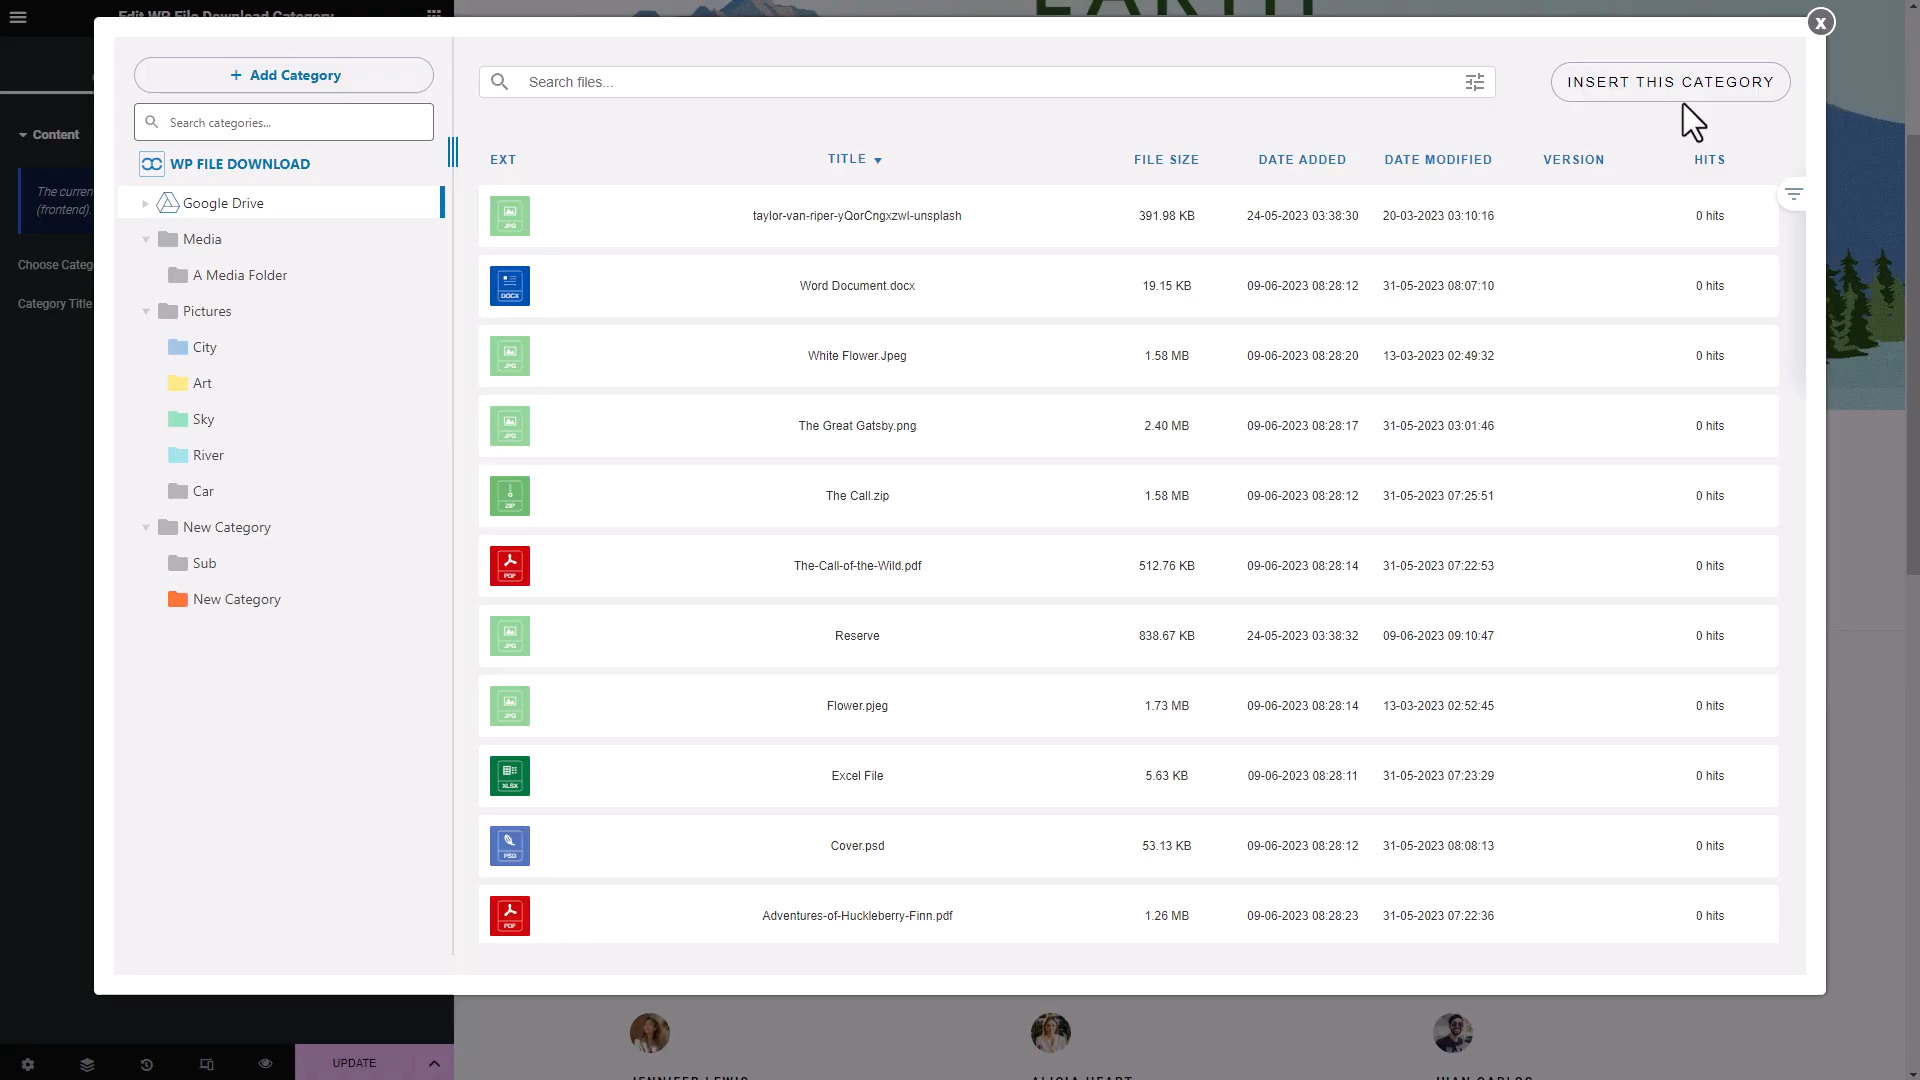 Edit WP File Download Category
EARTH
x
+ Add Category
Search categories...
WP FILE DOWNLOAD
Google Drive
Media
A Media Folder
Pictures
City
Art
Sky
River
Car
New Category
Sub
New Category
Content
The curren
(frontend).
Choose Categ
Category Title
UPDATE
Search files...
INSERT THIS CATEGORY
EXT TITLE FILE SIZE DATE ADDED DATE MODIFIED VERSION HITS
JPG taylor-van-riper-yQorCngxzwI-unsplash 391.98 KB 24-05-2023 03:38:30 20-03-2023 03:10:16 0 hits
DOCX Word Document.docx 19.15 KB 09-06-2023 08:28:12 31-05-2023 08:07:10 0 hits
JPG White Flower.Jpeg 1.58 MB 09-06-2023 08:28:20 13-03-2023 02:49:32 0 hits
JPG The Great Gatsby.png 2.40 MB 09-06-2023 08:28:17 31-05-2023 03:01:46 0 hits
ZIP The Call.zip 1.58 MB 09-06-2023 08:28:12 31-05-2023 07:25:51 0 hits
PDF The-Call-of-the-Wild.pdf 512.76 KB 09-06-2023 08:28:14 31-05-2023 07:22:53 0 hits
JPG Reserve 838.67 KB 24-05-2023 03:38:32 09-06-2023 09:10:47 0 hits
JPG Flower.pjeg 1.73 MB 09-06-2023 08:28:14 13-03-2023 02:52:45 0 hits
XLSX Excel File 5.63 KB 09-06-2023 08:28:11 31-05-2023 07:23:29 0 hits
PSD Cover.psd 53.13 KB 09-06-2023 08:28:12 31-05-2023 08:08:13 0 hits
PDF Adventures-of-Huckleberry-Finn.pdf 1.26 MB 09-06-2023 08:28:23 31-05-2023 07:22:36 0 hits
JENNIFER LEWIS
ALICIA HEART
JUAN CARLOS